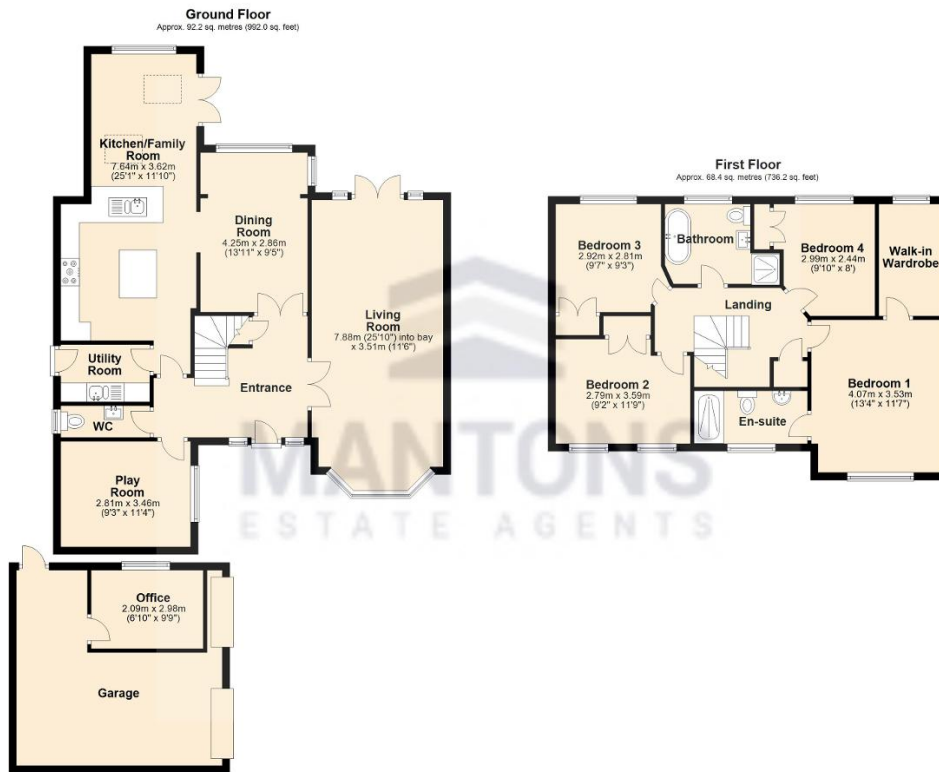 Ground Floor
Approx. 92.2 sq. metres (992.0 sq. feet)
Kitchen/Family
Room
7.64m x 3.62m
(25'1" x 11'10")
Dining
Room
4.25m x 2.86m
(13'11" x 9'5")
Living
Room
7.88m (25'10") into bay
x 3.51m (11'6")
Utility
Room
Entrance
WC
Play
Room
2.81m x 3.46m
(9'3" x 11'4")
Office
2.09m x 2.98m
(6'10" x 9'9")
Garage
First Floor
Approx. 68.4 sq. metres (736.2 sq. feet)
Bedroom 3
2.92m x 2.81m
(9'7" x 9'3")
Bathroom
Bedroom 4
2.99m x 2.44m
(9'10" x 8')
Walk-in
Wardrobe
Landing
Bedroom 2
2.79m x 3.59m
(9'2" x 11'9")
En-suite
Bedroom 1
4.07m x 3.53m
(13'4" x 11'7")
MANTONS
ESTATE AGENTS